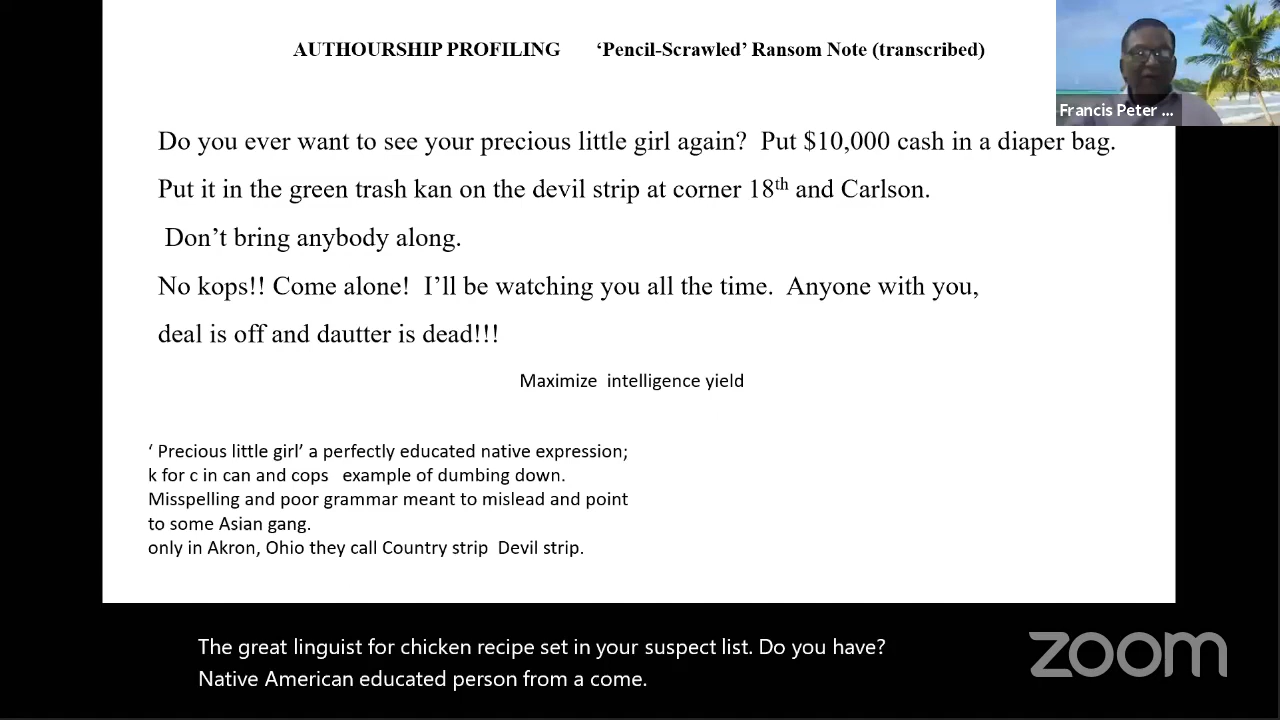 AUTHOURSHIP PROFILING ‘Pencil-Scrawled’ Ransom Note (transcribed)
Francis Peter ...
Do you ever want to see your precious little girl again? Put $10,000 cash in a diaper bag.
Put it in the green trash kan on the devil strip at corner 18th and Carlson.
Don’t bring anybody along.
No kops!! Come alone! I’ll be watching you all the time. Anyone with you,
deal is off and dautter is dead!!!
Maximize intelligence yield
‘ Precious little girl’ a perfectly educated native expression;
k for c in can and cops example of dumbing down.
Misspelling and poor grammar meant to mislead and point
to some Asian gang.
only in Akron, Ohio they call Country strip Devil strip.
The great linguist for chicken recipe set in your suspect list. Do you have?
Native American educated person from a come.
zoom